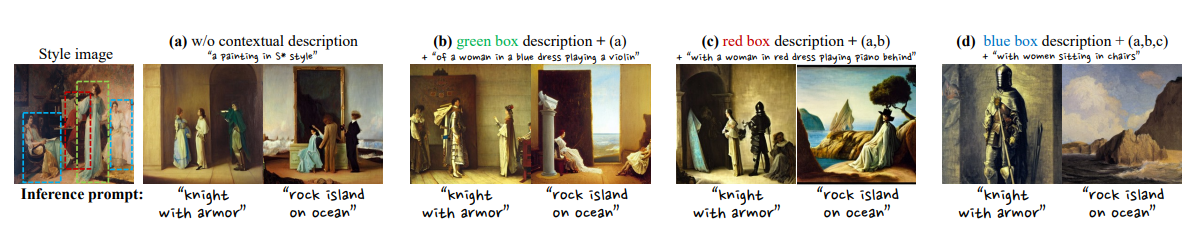 Style image
(a) w/o contextual description
"a painting in S* style"
(b) green box description + (a)
+ "of a woman in a blue dress playing a violin"
(c) red box description + (a,b)
+ "with a woman in red dress playing piano behind"
(d) blue box description + (a,b,c)
+ "with women sitting in chairs"
Inference prompt:
"knight
with armor"
"rock island
on ocean"
"knight
with armor"
"rock island
on ocean"
"knight
with armor"
"rock island
on ocean"
"knight
with armor"
"rock island
on ocean"